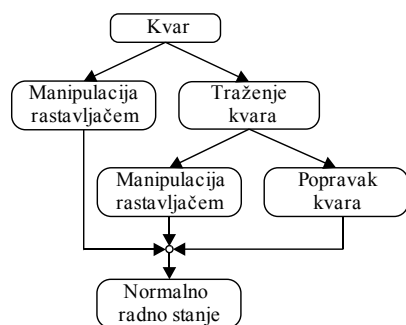 Kvar
Manipulacija
rastavljačem
Traženje
kvara
Manipulacija
rastavljačem
Popravak
kvara
Normalno
radno stanje